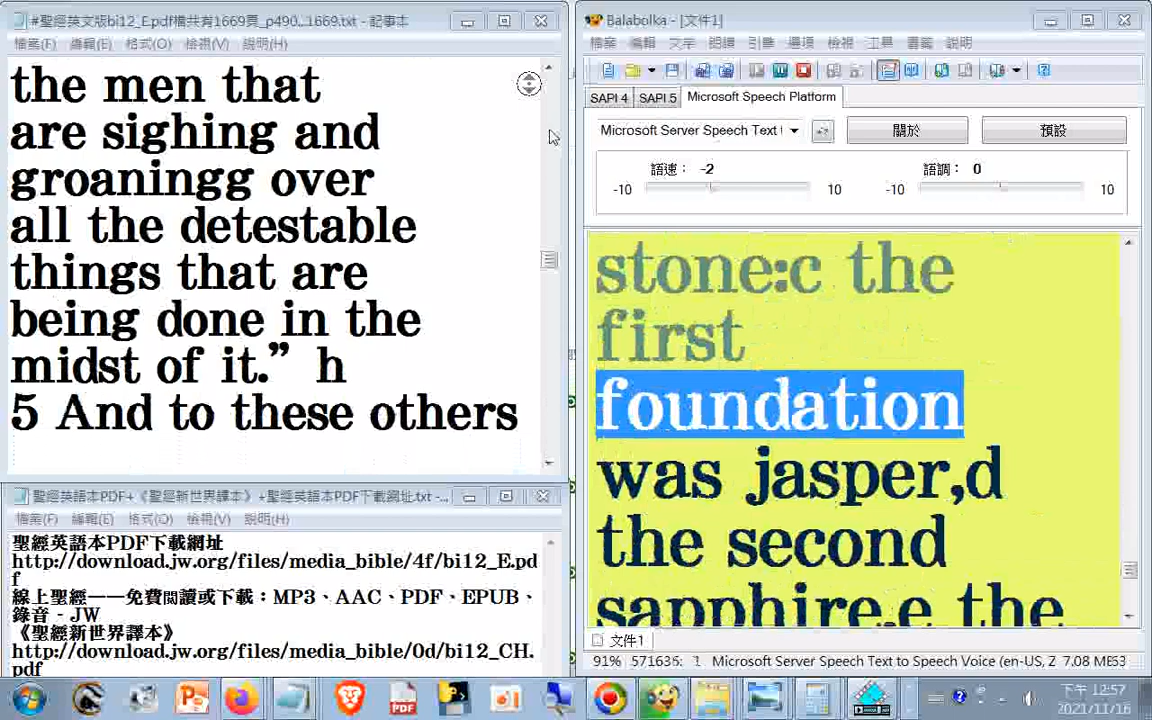 #聖經英文版bi12_E.pdf檔共有1669頁_p490...1669.txt - 記事本
檔案(F) 編輯(E) 格式(O) 檢視(V) 說明(H)
the men that
are sighing and
groaningg over
all the detestable
things that are
being done in the
midst of it.” h
5 And to these others
聖經英語本PDF+《聖經新世界譯本》+聖經英語本PDF下載網址.txt -...
檔案(F) 編輯(E) 格式(O) 檢視(V) 說明(H)
聖經英語本PDF下載網址
http://download.jw.org/files/media_bible/4f/bi12_E.pd
f
線上聖經——免費閱讀或下載：MP3、AAC、PDF、EPUB、
錄音 - JW
《聖經新世界譯本》
http://download.jw.org/files/media_bible/0d/bi12_CH.
pdf
Balabolka - [文件1]
檔案 編輯 文字 朗讀 引擎 選項 檢視 工具 書籤 說明
SAPI 4 SAPI 5 Microsoft Speech Platform
Microsoft Server Speech Text 關於 預設
語速： -2 語調： 0
-10 10 -10 10
stone:c the
first
foundation
was jasper,d
the second
sapphire,e the
文件1
91% 571636: 1 Microsoft Server Speech Text to Speech Voice (en-US, Z 7.08 MB
下午 12:57
2021/11/16